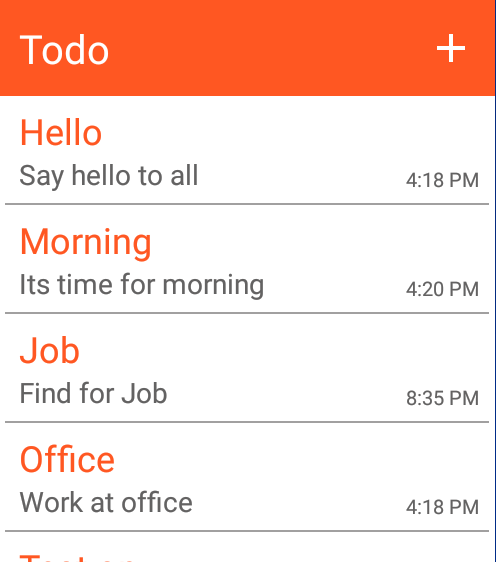 Todo +
Hello
Say hello to all 4:18 PM
Morning
Its time for morning 4:20 PM
Job
Find for Job 8:35 PM
Office
Work at office 4:18 PM